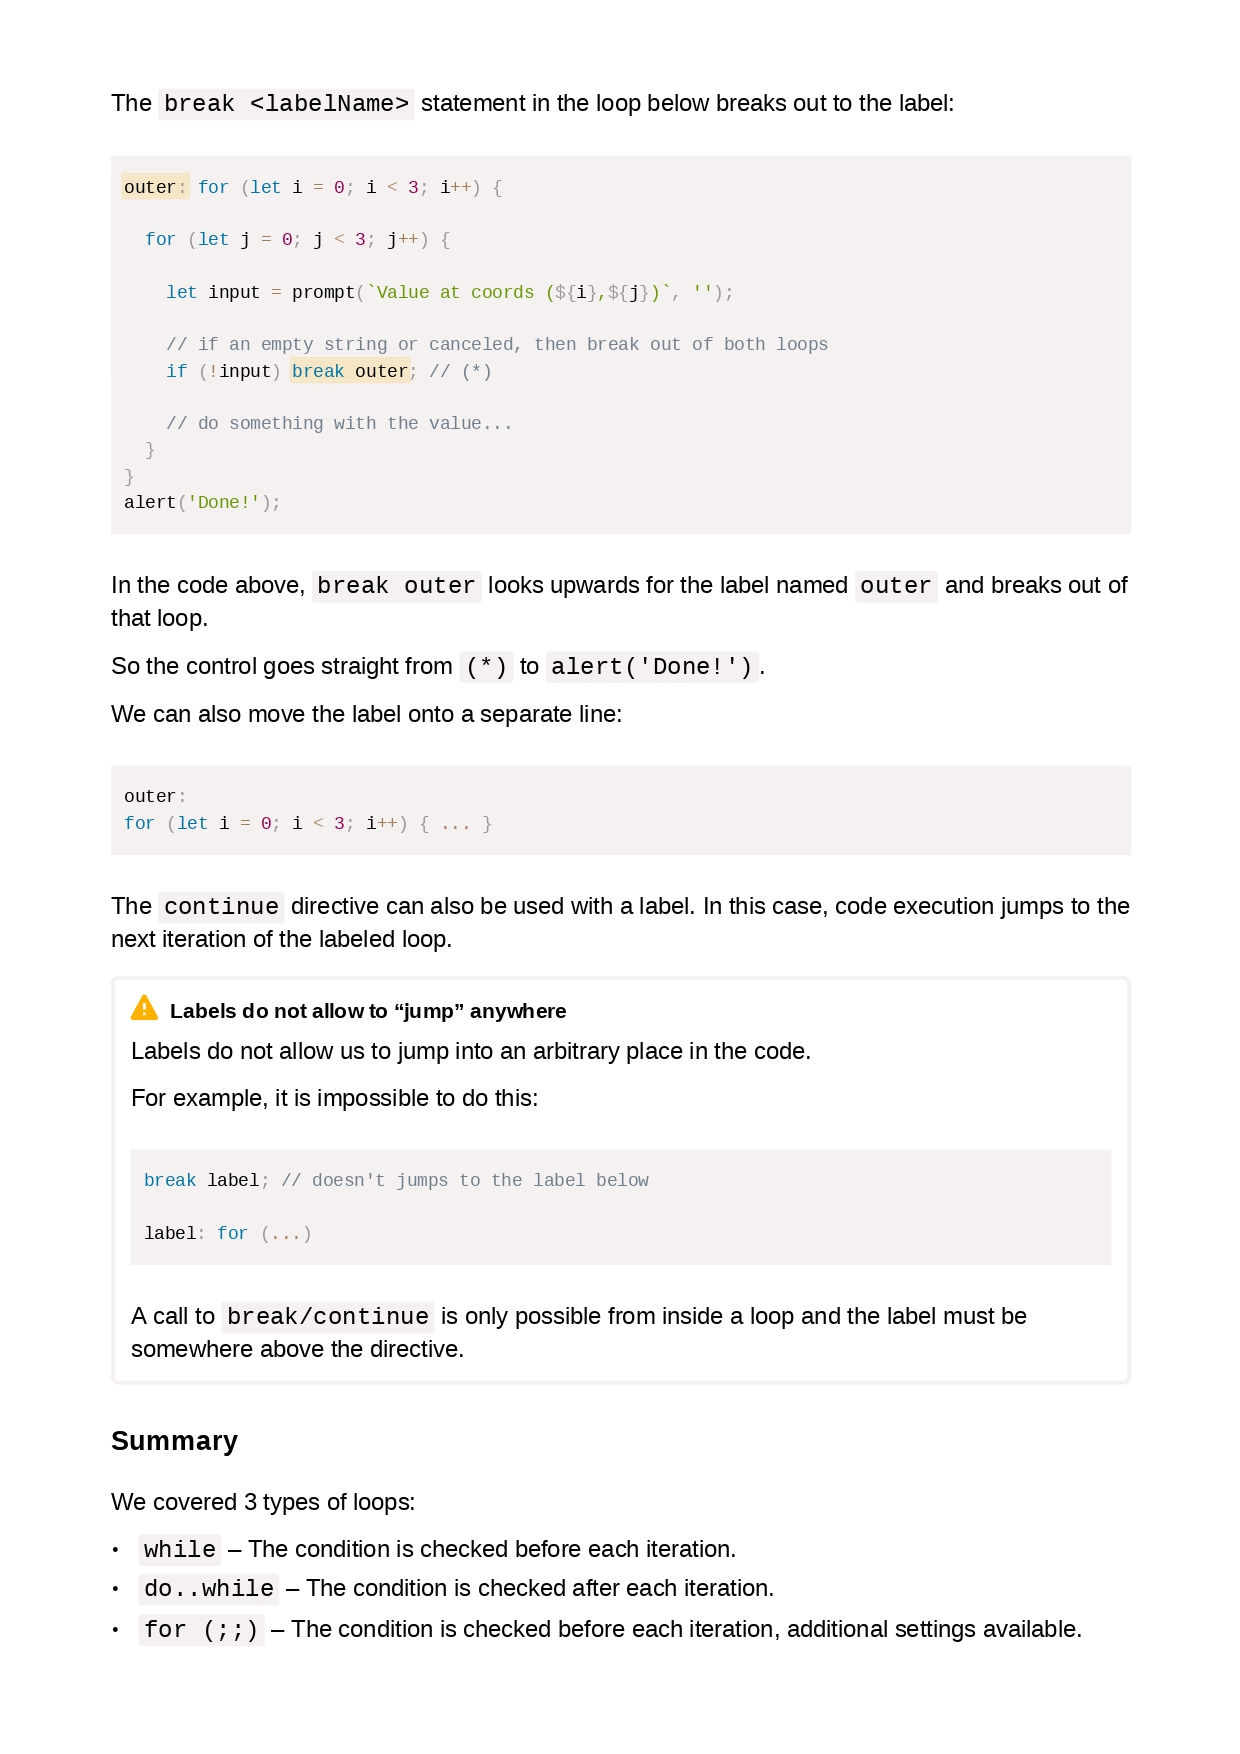 The break <labelName> statement in the loop below breaks out to the label:
outer: for (let i = 0; i < 3; i++) {
  for (let j = 0; j < 3; j++) {
    let input = prompt(`Value at coords (${i},${j})`, '');
    // if an empty string or canceled, then break out of both loops
    if (!input) break outer; // (*)
    // do something with the value...
  }
}
alert('Done!');
In the code above, break outer looks upwards for the label named outer and breaks out of
that loop.
So the control goes straight from (*) to alert('Done!').
We can also move the label onto a separate line:
outer:
for (let i = 0; i < 3; i++) { ... }
The continue directive can also be used with a label. In this case, code execution jumps to the
next iteration of the labeled loop.
Labels do not allow to “jump” anywhere
Labels do not allow us to jump into an arbitrary place in the code.
For example, it is impossible to do this:
break label; // doesn't jumps to the label below
label: for (...)
A call to break/continue is only possible from inside a loop and the label must be
somewhere above the directive.
Summary
We covered 3 types of loops:
• while – The condition is checked before each iteration.
• do..while – The condition is checked after each iteration.
• for (;;) – The condition is checked before each iteration, additional settings available.